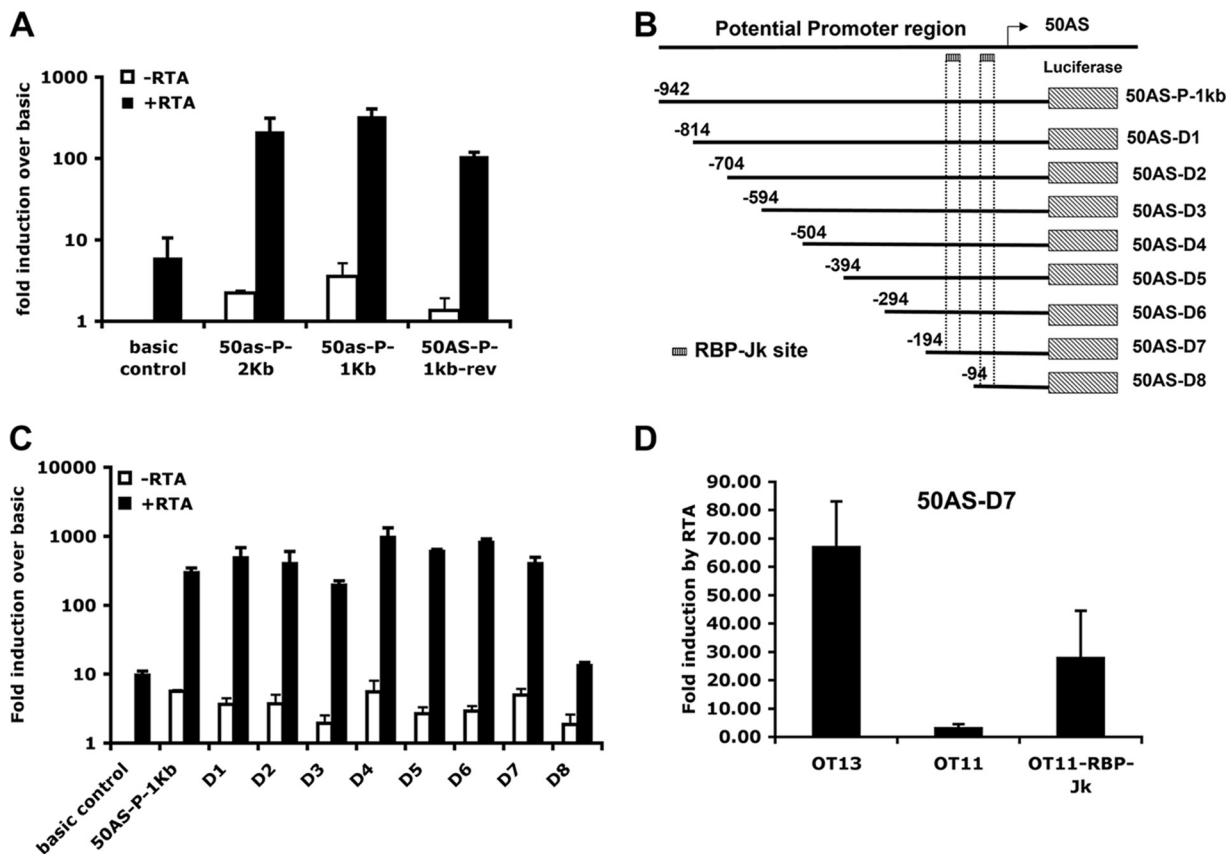 A
fold induction over basic
1000
100
10
1
-RTA
+RTA
basic control
50as-P-2Kb
50as-P-1Kb
50AS-P-1kb-rev
B
Potential Promoter region
50AS
Luciferase
-942
50AS-P-1kb
-814
50AS-D1
-704
50AS-D2
-594
50AS-D3
-504
50AS-D4
-394
50AS-D5
-294
50AS-D6
-194
50AS-D7
-94
50AS-D8
RBP-Jk site
C
Fold induction over basic
10000
1000
100
10
1
-RTA
+RTA
basic control
50AS-P-1Kb
D1
D2
D3
D4
D5
D6
D7
D8
D
50AS-D7
Fold induction by RTA
90.00
80.00
70.00
60.00
50.00
40.00
30.00
20.00
10.00
0.00
OT13
OT11
OT11-RBP-Jk